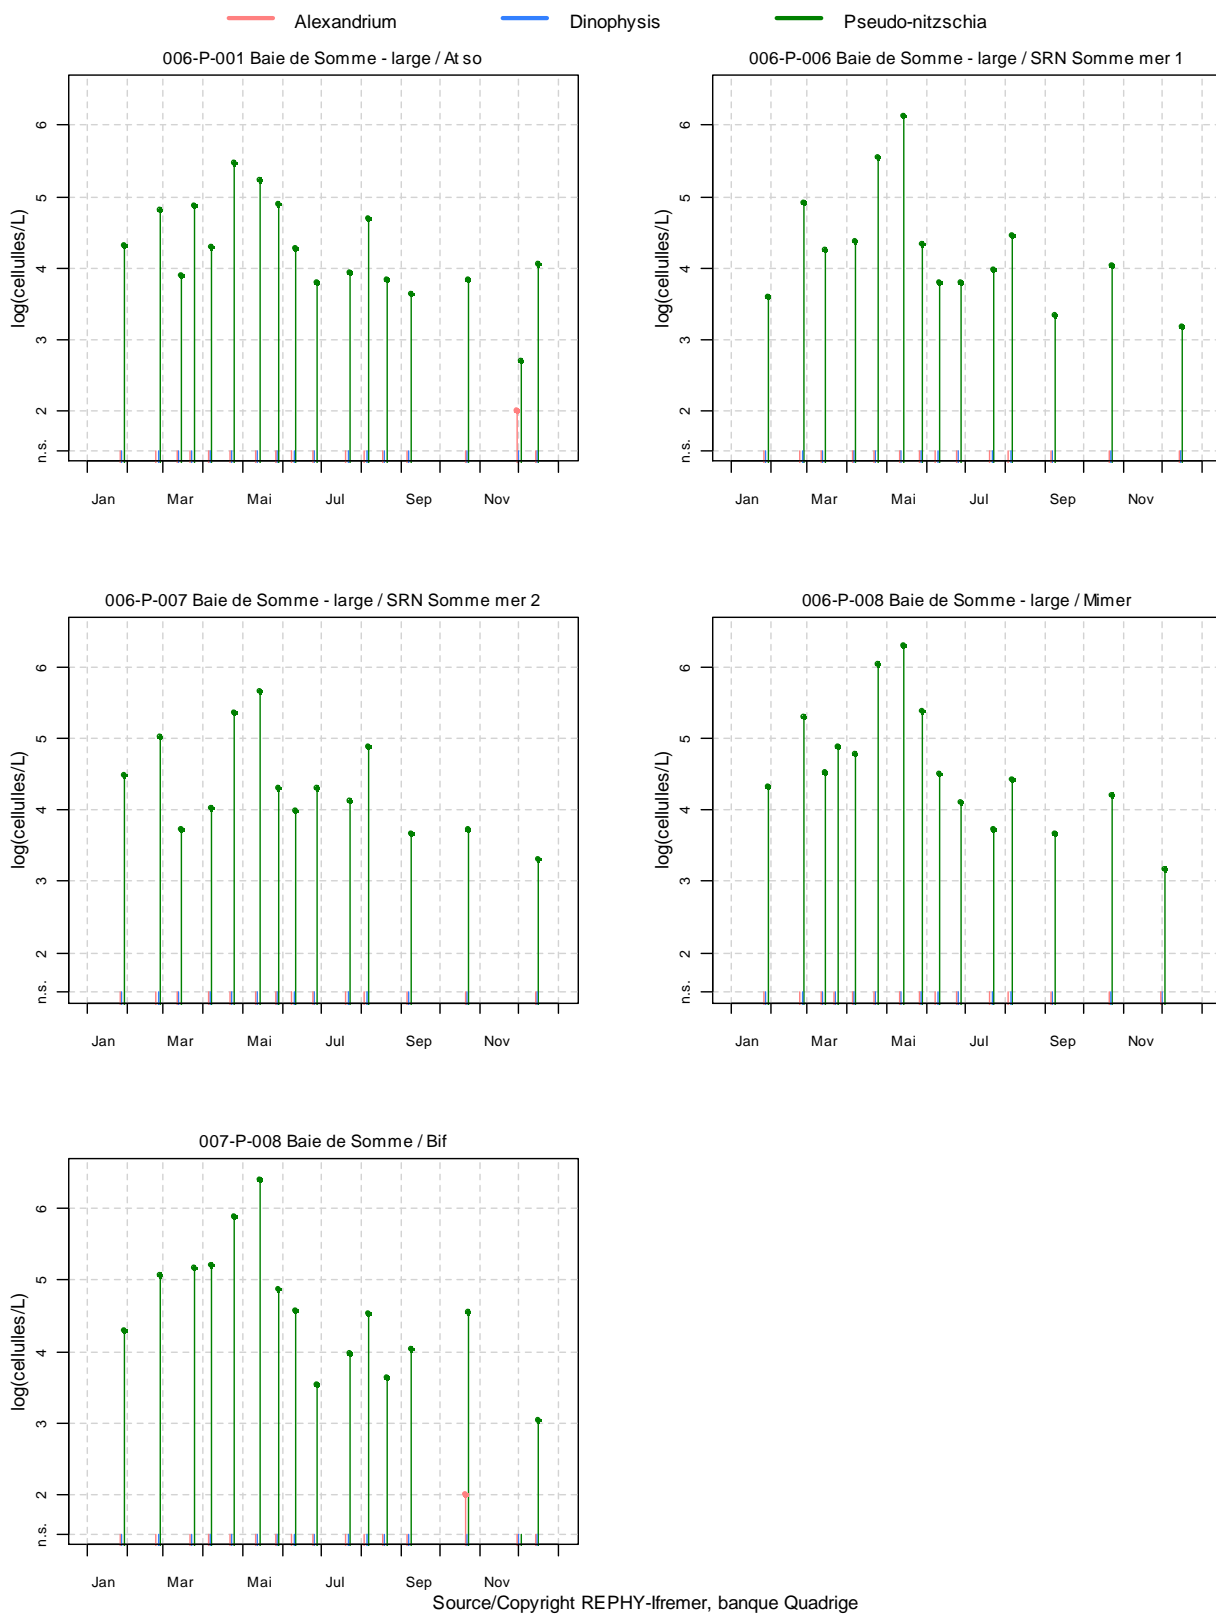 Alexandrium Dinophysis Pseudo-nitzschia
006-P-001 Baie de Somme - large / At so
log(cellulles/L)
6
5
4
3
2
n.s.
Jan Mar Mai Jul Sep Nov
006-P-006 Baie de Somme - large / SRN Somme mer 1
log(cellulles/L)
6
5
4
3
2
n.s.
Jan Mar Mai Jul Sep Nov
006-P-007 Baie de Somme - large / SRN Somme mer 2
log(cellulles/L)
6
5
4
3
2
n.s.
Jan Mar Mai Jul Sep Nov
006-P-008 Baie de Somme - large / Mimer
log(cellulles/L)
6
5
4
3
2
n.s.
Jan Mar Mai Jul Sep Nov
007-P-008 Baie de Somme / Bif
log(cellulles/L)
6
5
4
3
2
n.s.
Jan Mar Mai Jul Sep Nov
Source/Copyright REPHY-Ifremer, banque Quadrige